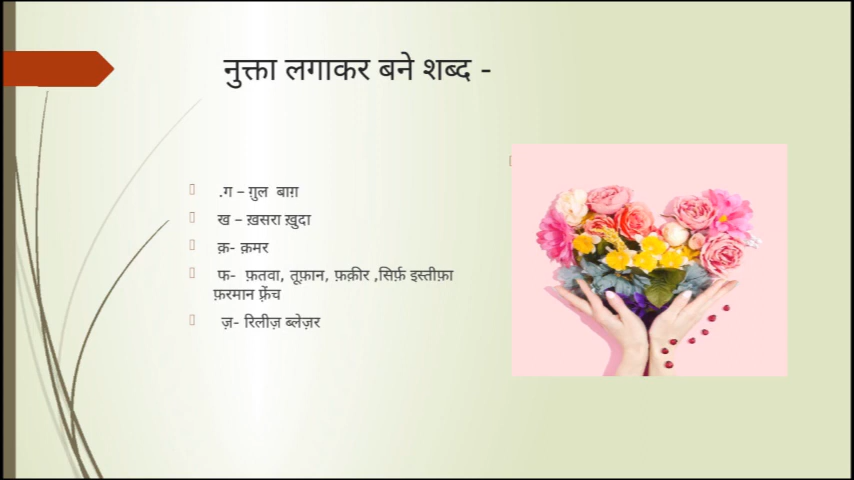 नुक्ता लगाकर बने शब्द -
.ग – ग़ुल बाग़
ख – ख़सरा ख़ुदा
क़- क़मर
फ- फ़तवा, तूफ़ान, फ़क़ीर ,सिर्फ़ इस्तीफ़ा
फ़रमान फ़्रेंच
ज़- रिलीज़ ब्लेज़र